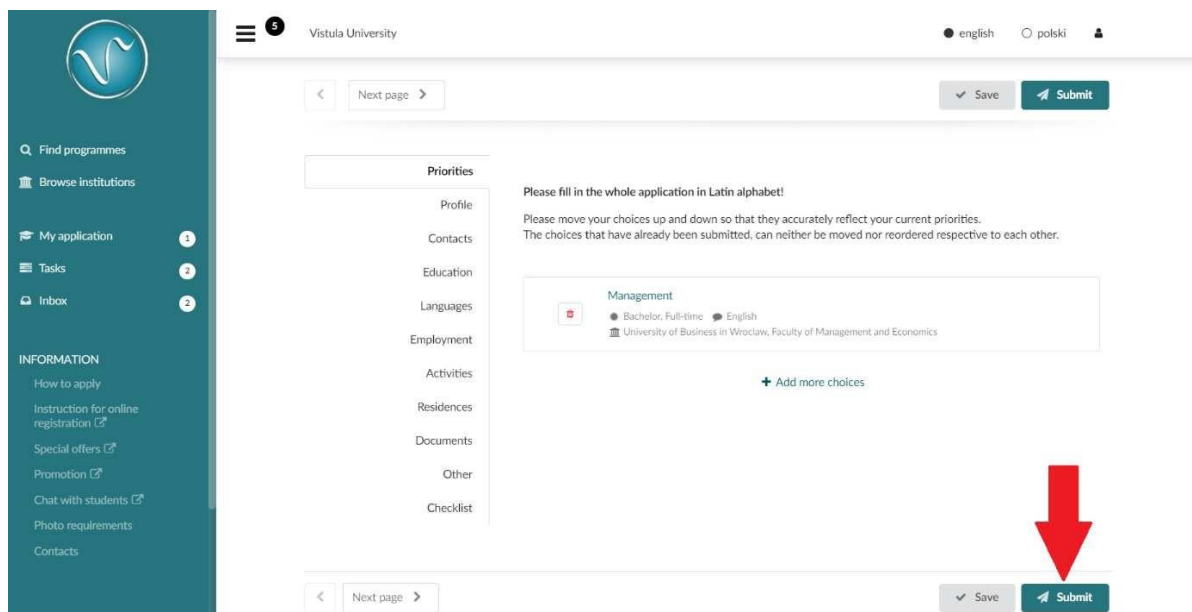 5
Vistula University
english
polski
Next page
Save
Submit
Find programmes
Browse institutions
My application
1
Tasks
2
Inbox
2
INFORMATION
How to apply
Instruction for online
registration
Special offers
Promotion
Chat with students
Photo requirements
Contacts
Priorities
Profile
Contacts
Education
Languages
Employment
Activities
Residences
Documents
Other
Checklist
Please fill in the whole application in Latin alphabet!
Please move your choices up and down so that they accurately reflect your current priorities.
The choices that have already been submitted, can neither be moved nor reordered respective to each other.
Management
Bachelor, Full-time English
University of Business in Wroclaw, Faculty of Management and Economics
+ Add more choices
Next page
Save
Submit